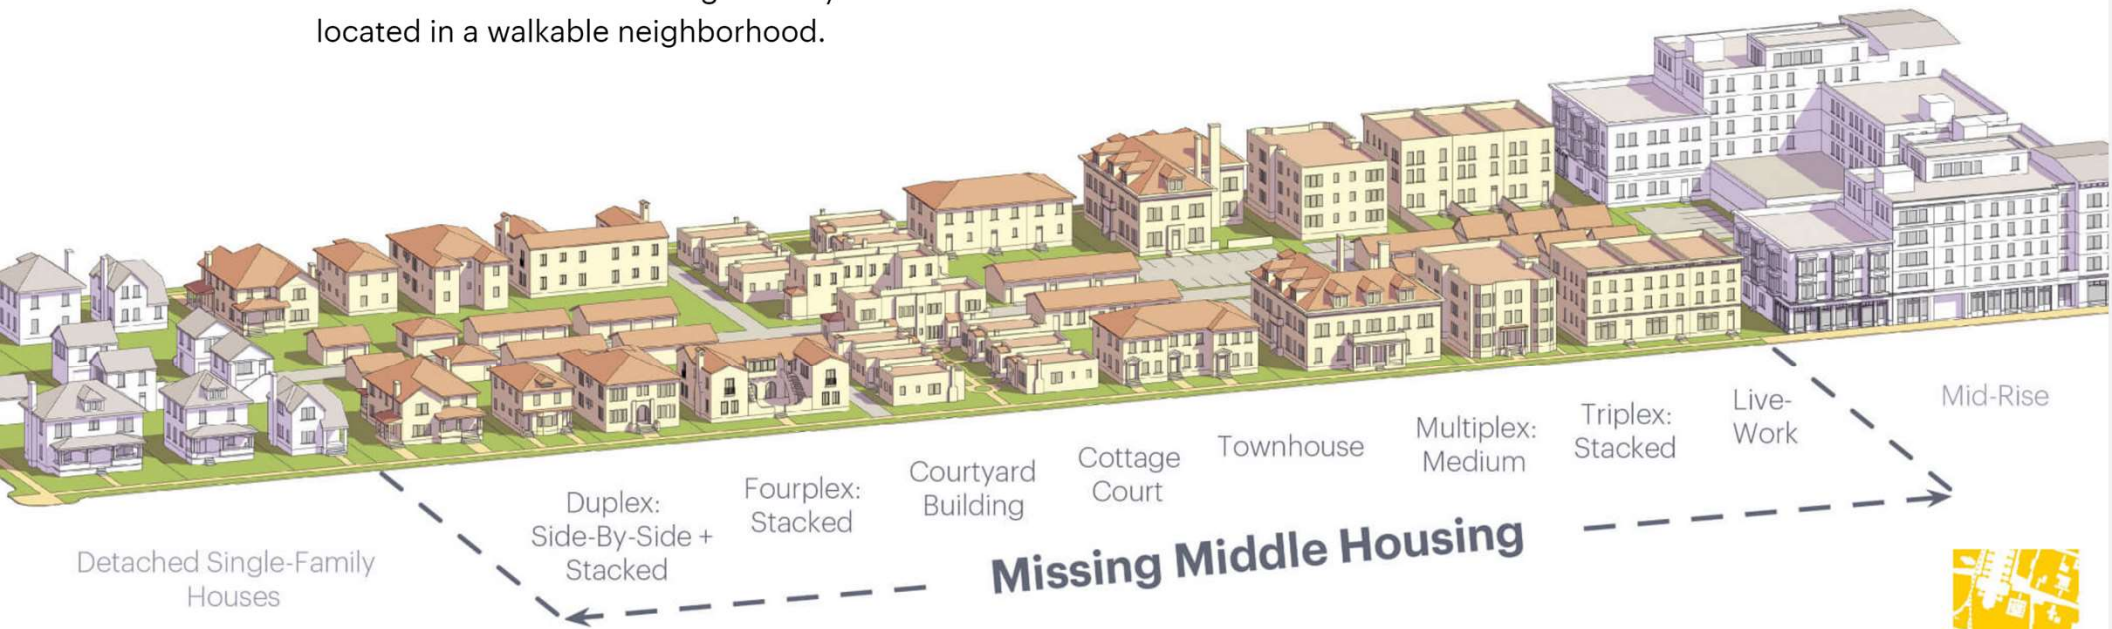 located in a walkable neighborhood.
Detached Single-Family
Houses
Duplex:
Side-By-Side +
Stacked
Fourplex:
Stacked
Courtyard
Building
Cottage
Court
Townhouse
Multiplex:
Medium
Triplex:
Stacked
Live-
Work
Mid-Rise
Missing Middle Housing